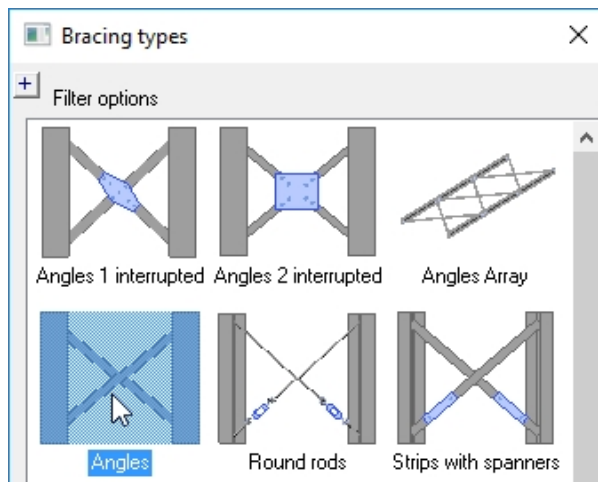 Bracing types
+
Filter options
Angles 1 interrupted Angles 2 interrupted Angles Array
Angles Round rods Strips with spanners